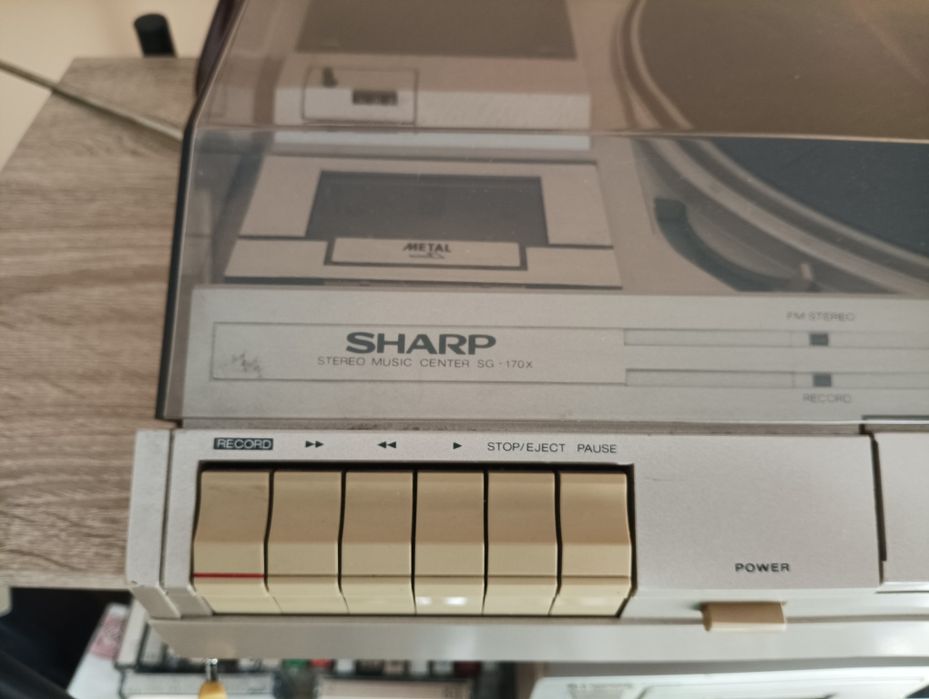 METAL
SHARP
STEREO MUSIC CENTER SG-170X
FM STEREO
RECORD
RECORD ▶▶ ◀◀ ▶ STOP/EJECT PAUSE
POWER